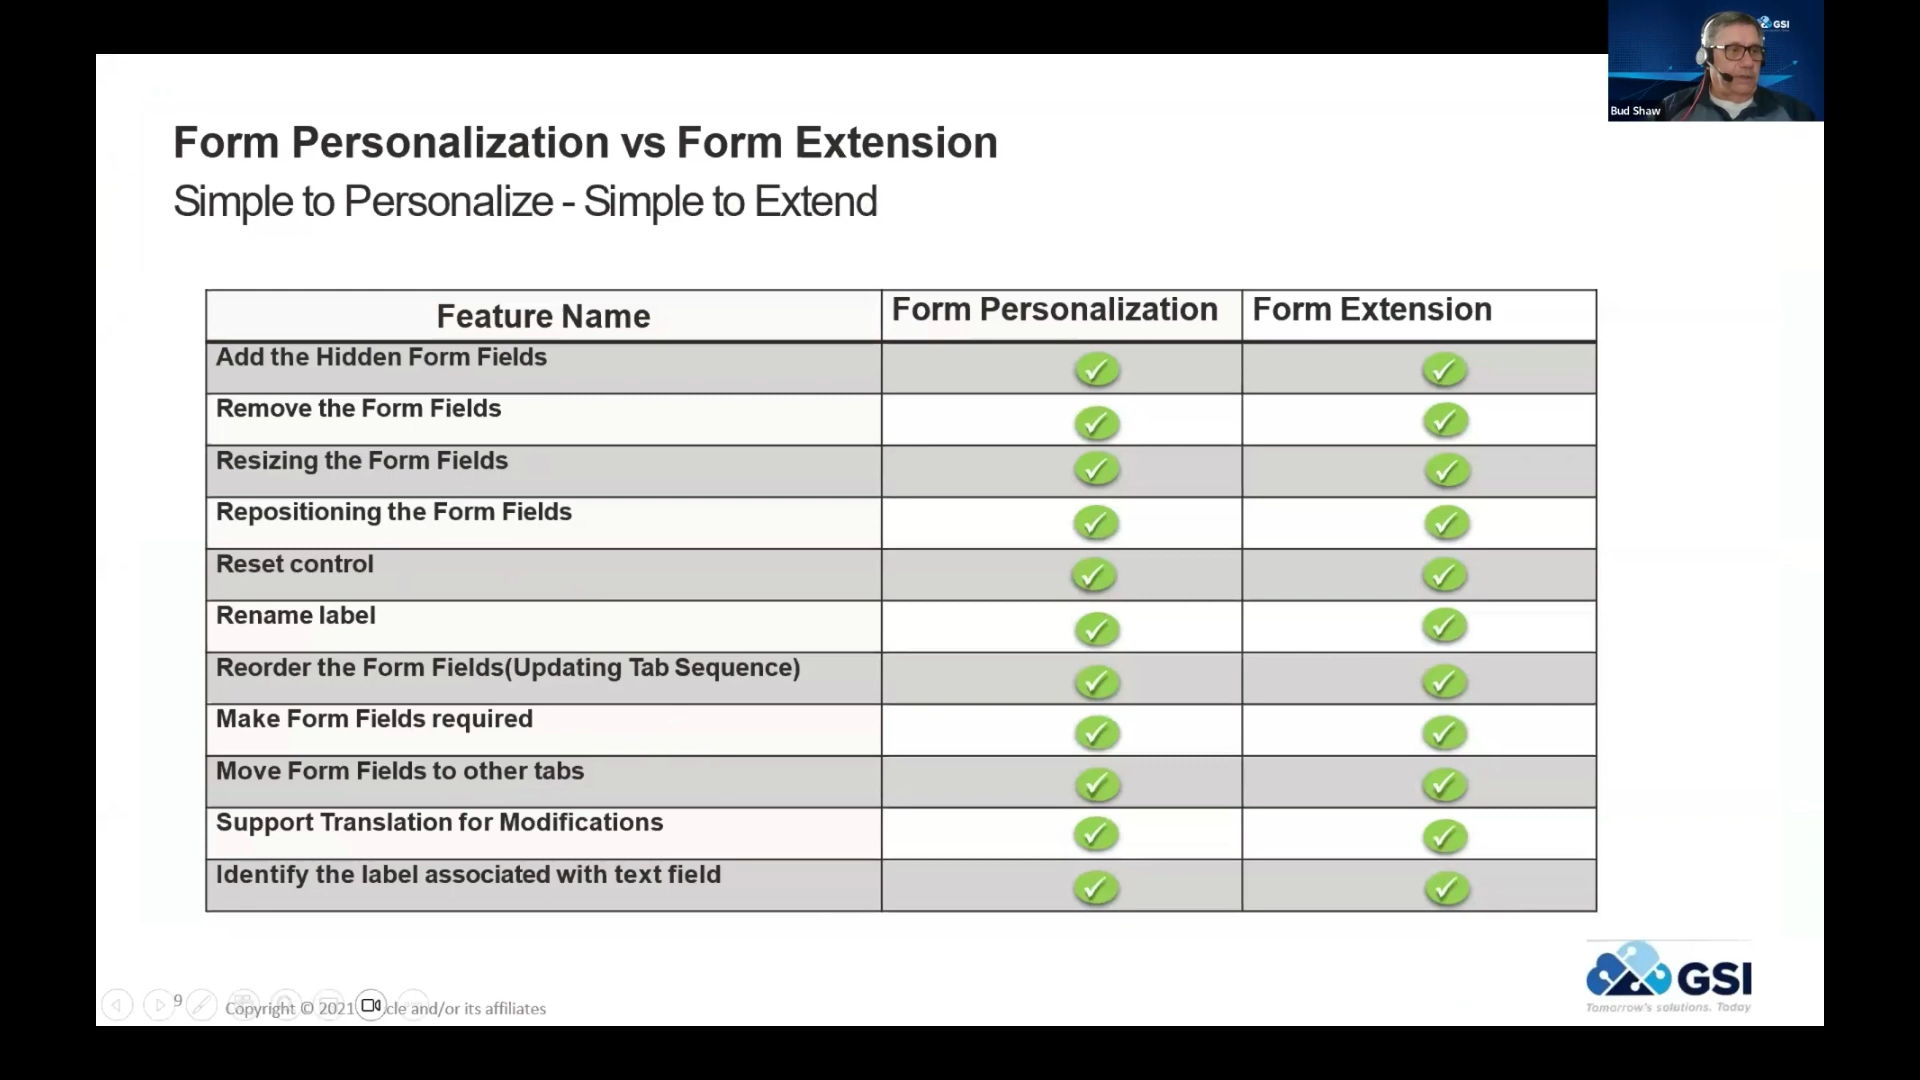 GSI
Bud Shaw
Form Personalization vs Form Extension
Simple to Personalize - Simple to Extend
Feature Name Form Personalization Form Extension
Add the Hidden Form Fields
Remove the Form Fields
Resizing the Form Fields
Repositioning the Form Fields
Reset control
Rename label
Reorder the Form Fields(Updating Tab Sequence)
Make Form Fields required
Move Form Fields to other tabs
Support Translation for Modifications
Identify the label associated with text field
GSI
Tomorrow's solutions. Today
9
Copyright © 2021 cle and/or its affiliates